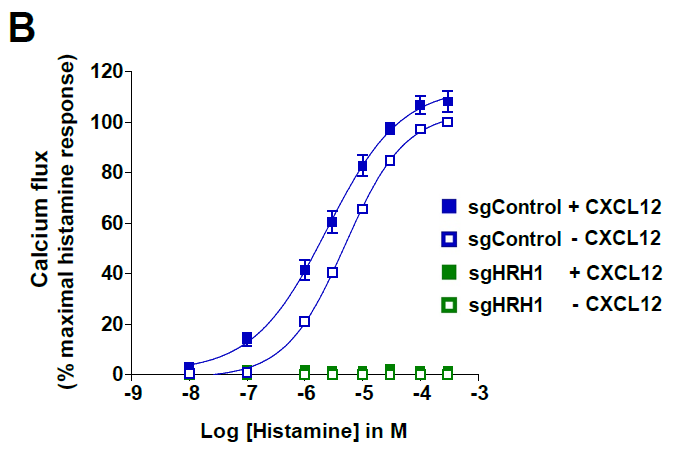 B
Calcium flux
(% maximal histamine response)
120
100
80
60
40
20
0
-9
-8
-7
-6
-5
-4
-3
Log [Histamine] in M
sgControl + CXCL12
sgControl - CXCL12
sgHRH1 + CXCL12
sgHRH1 - CXCL12